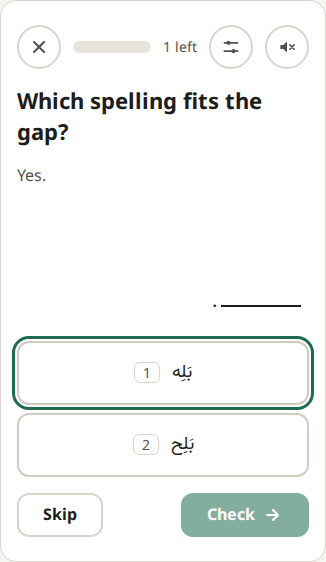 1 left
Which spelling fits the
gap?
Yes.
.
1 بَلِه
2 بَلِح
Skip
Check →